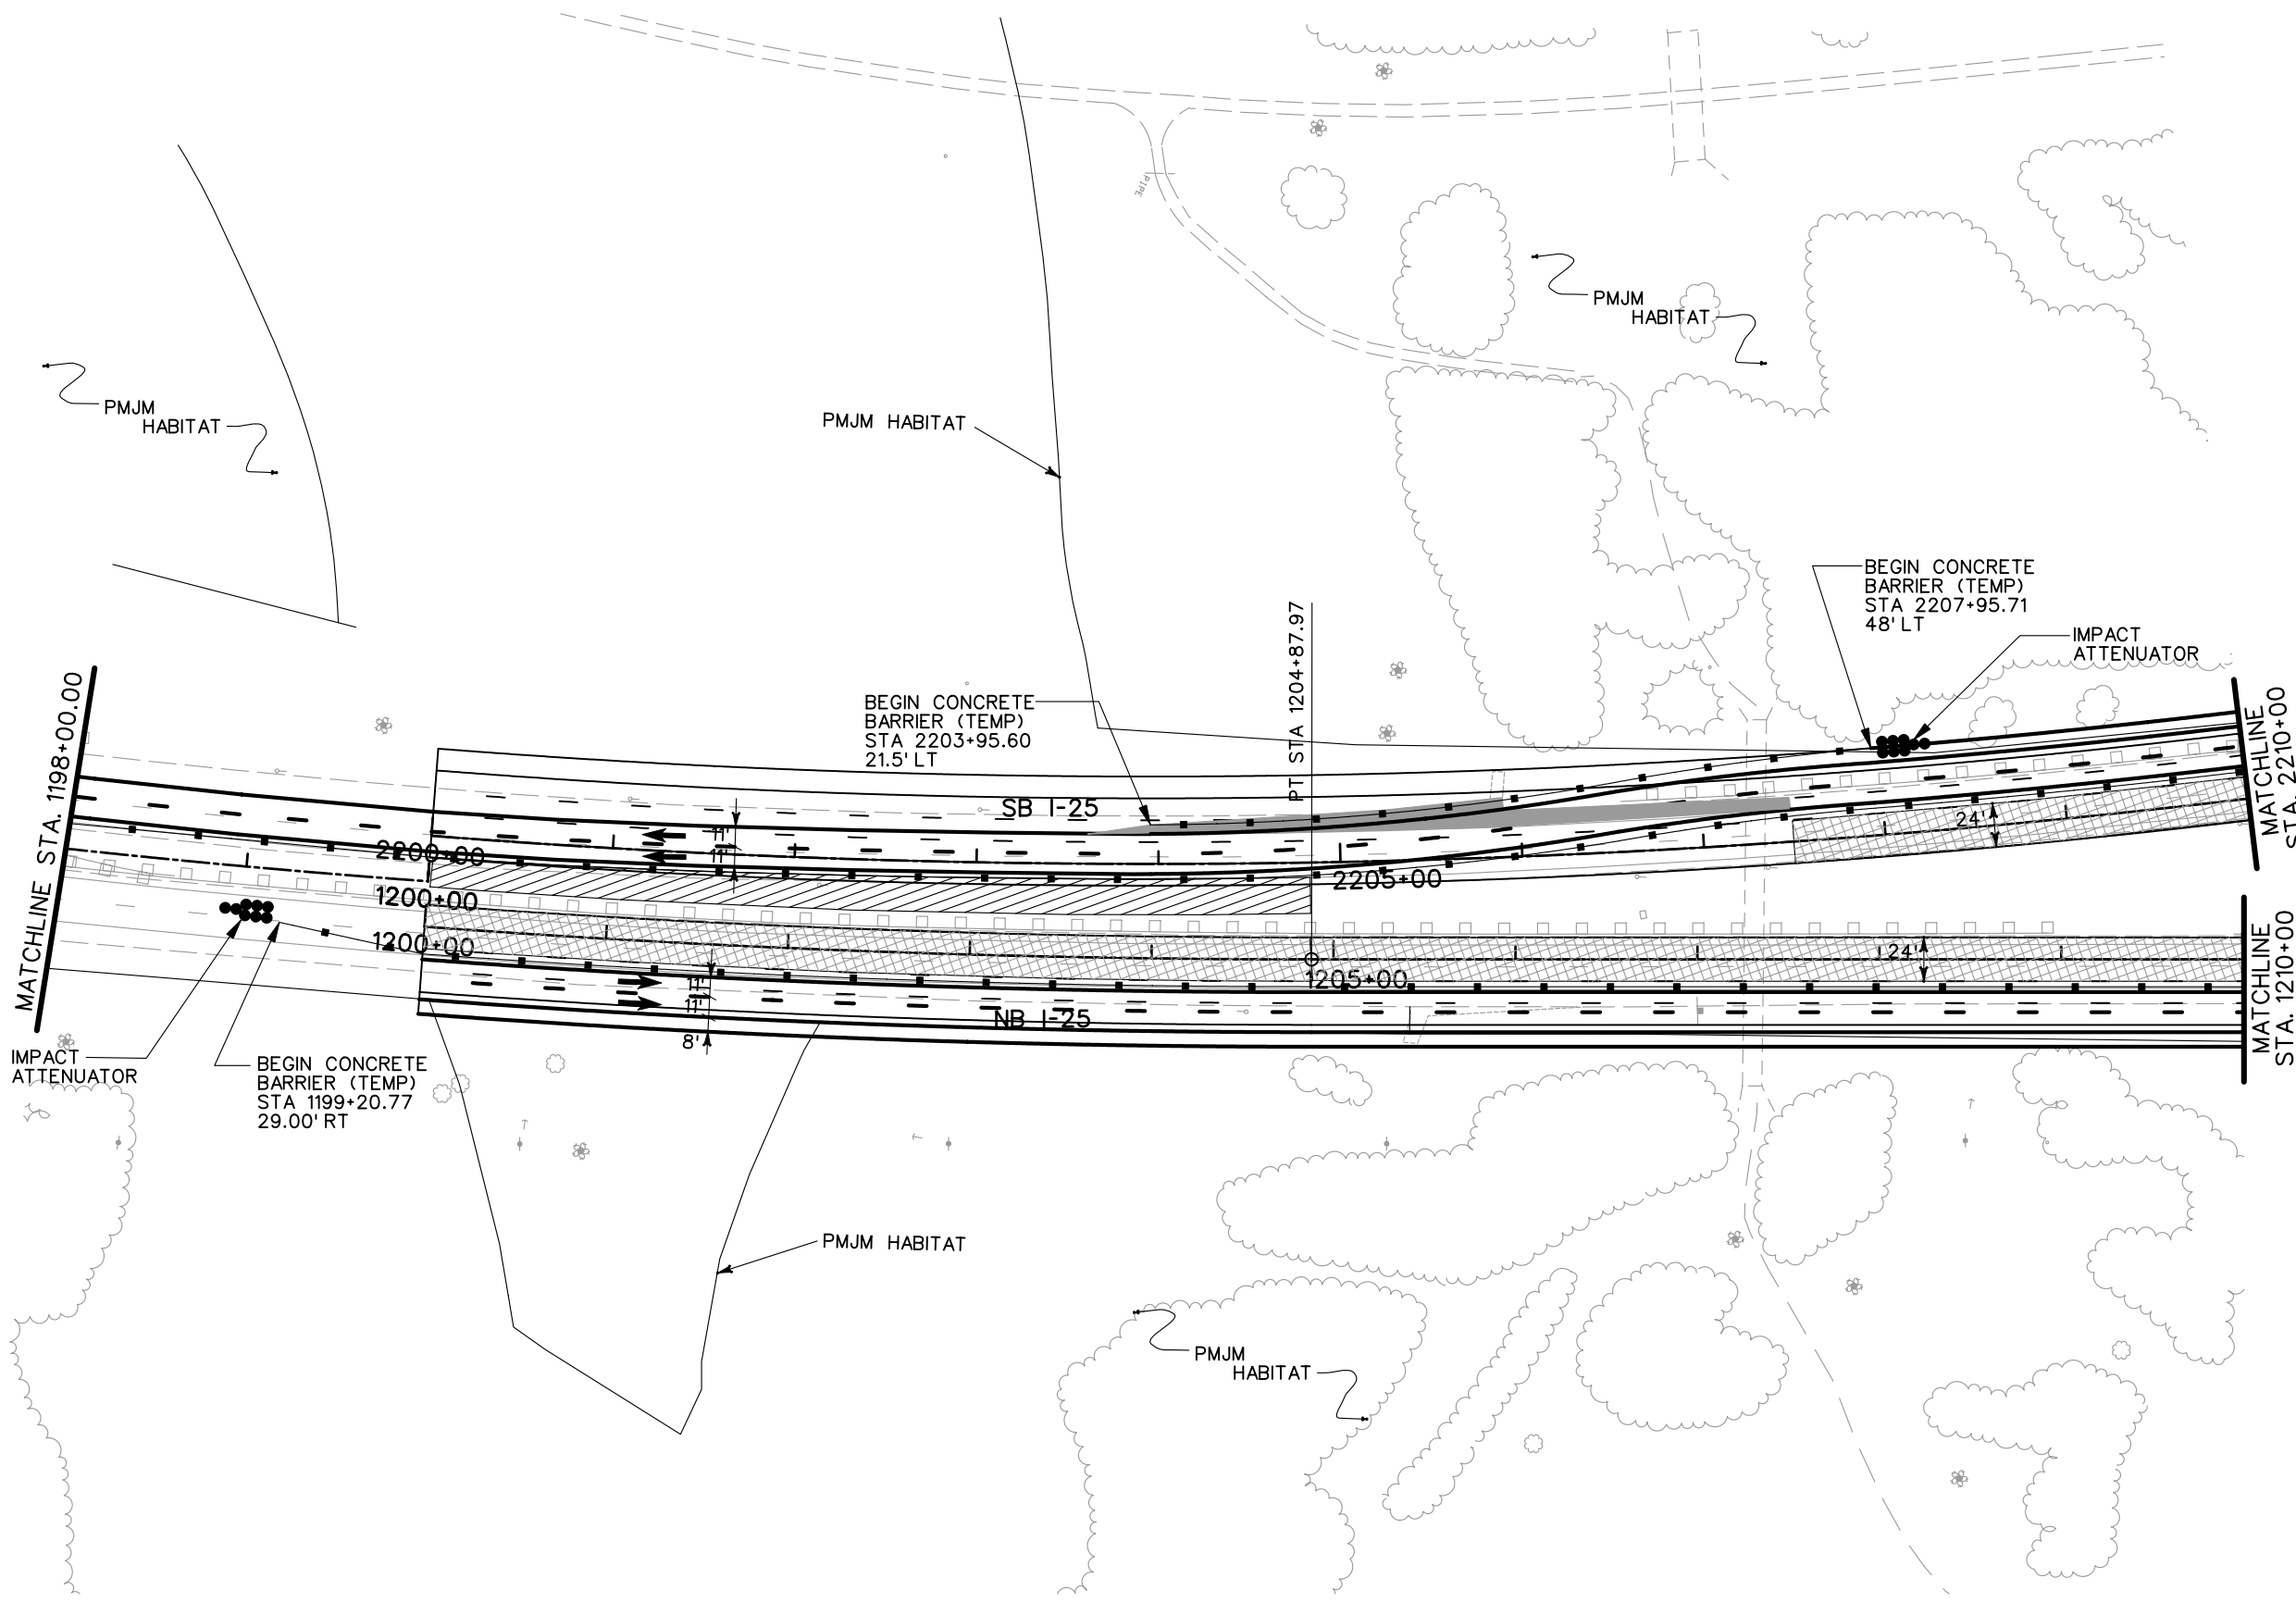 PIPE
PMJM
HABITAT
PMJM
HABITAT
PMJM HABITAT
BEGIN CONCRETE
BARRIER (TEMP)
STA 2207+95.71
48' LT
IMPACT
ATTENUATOR
PT STA 1204+87.97
MATCHLINE STA. 1198+00.00
BEGIN CONCRETE
BARRIER (TEMP)
STA 2203+95.60
21.5' LT
MATCHLINE
STA. 2210+00
SB I-25
11'
11'
24'
2200+00
2205+00
1200+00
1200+00
24'
1205+00
11'
11'
NB I-25
8'
MATCHLINE
STA. 1210+00
IMPACT
ATTENUATOR
BEGIN CONCRETE
BARRIER (TEMP)
STA 1199+20.77
29.00' RT
PMJM HABITAT
PMJM
HABITAT